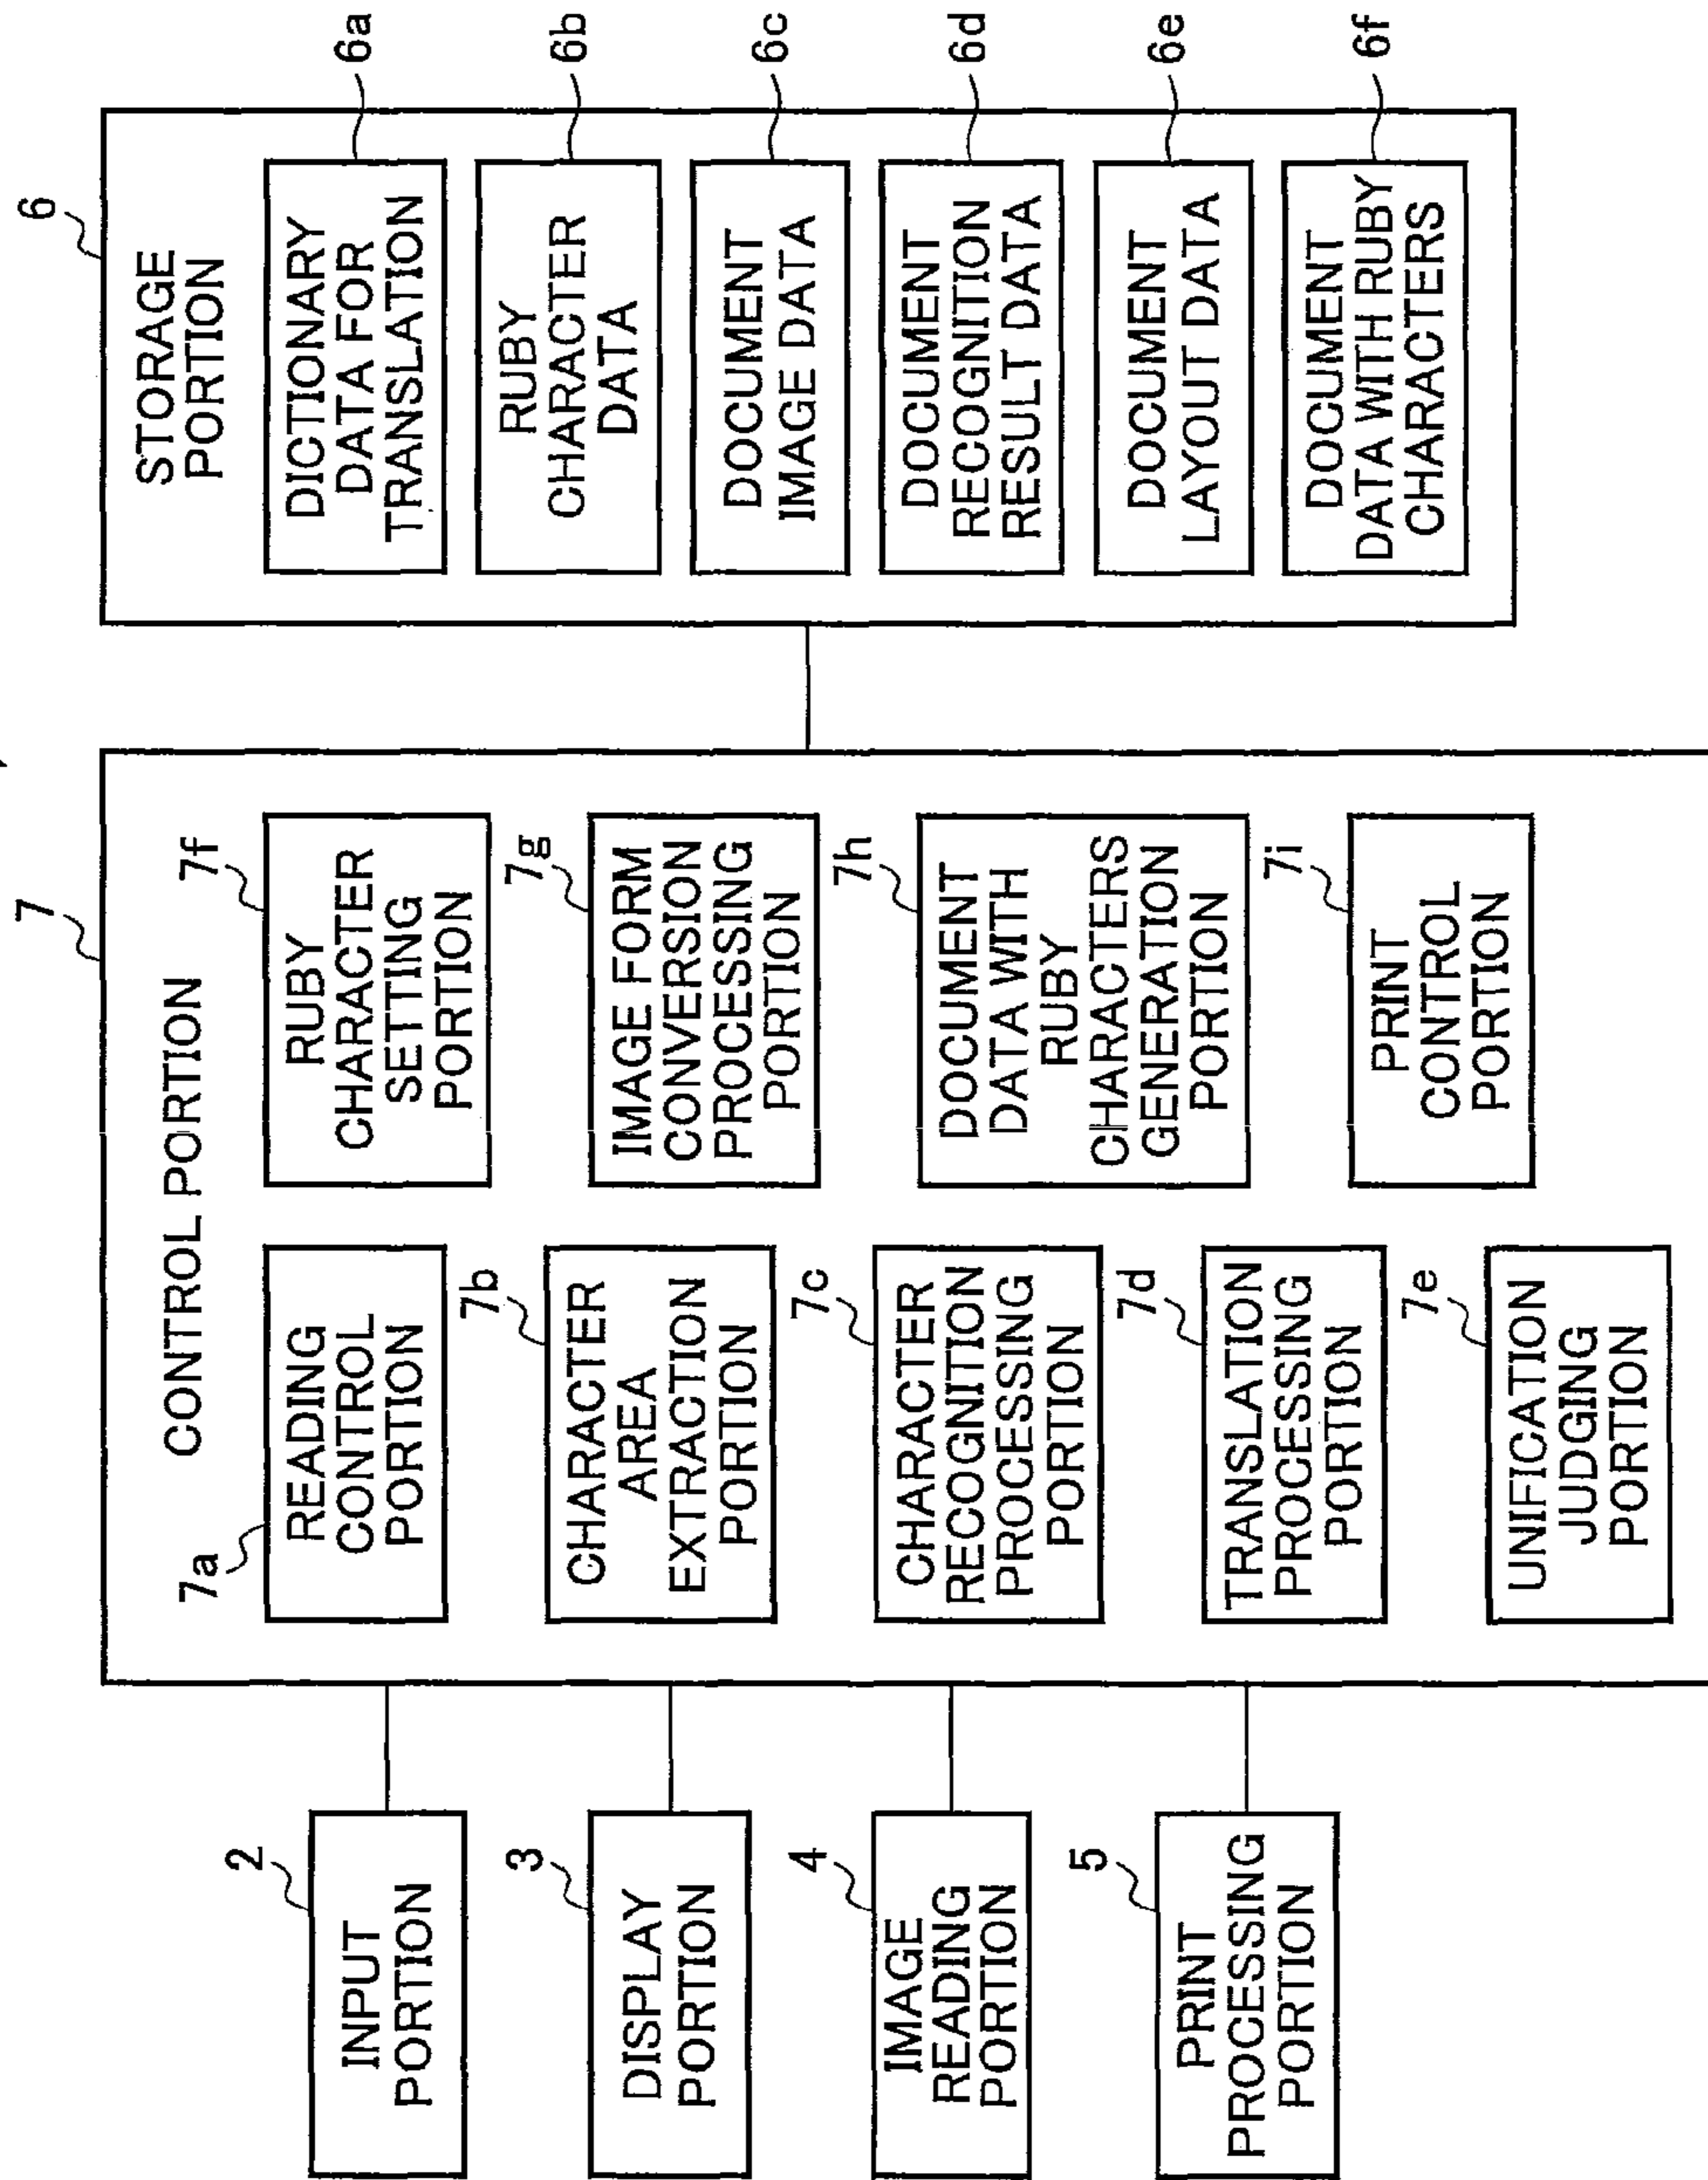 2
INPUT
PORTION
3
DISPLAY
PORTION
4
IMAGE
READING
PORTION
5
PRINT
PROCESSING
PORTION
7
CONTROL PORTION
7a
READING
CONTROL
PORTION
7b
CHARACTER
AREA
EXTRACTION
PORTION
7c
CHARACTER
RECOGNITION
PROCESSING
PORTION
7d
TRANSLATION
PROCESSING
PORTION
7e
UNIFICATION
JUDGING
PORTION
7f
RUBY
CHARACTER
SETTING
PORTION
7g
IMAGE FORM
CONVERSION
PROCESSING
PORTION
7h
DOCUMENT
DATA WITH
RUBY
CHARACTERS
GENERATION
PORTION
7i
PRINT
CONTROL
PORTION
6
STORAGE
PORTION
DICTIONARY
DATA FOR
TRANSLATION
6a
RUBY
CHARACTER
DATA
6b
DOCUMENT
IMAGE DATA
6c
DOCUMENT
RECOGNITION
RESULT DATA
6d
DOCUMENT
LAYOUT DATA
6e
DOCUMENT
DATA WITH RUBY
CHARACTERS
6f